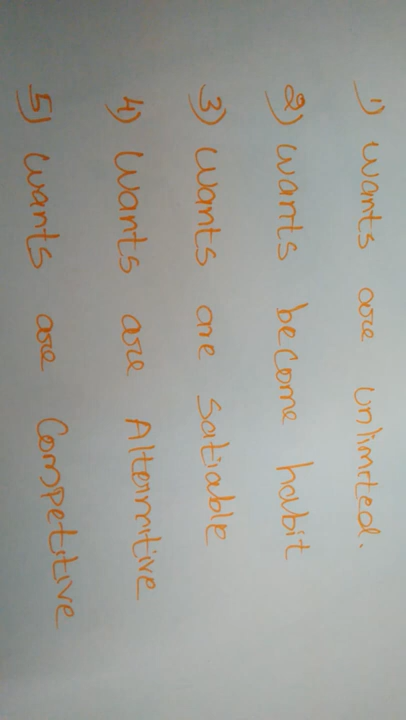 1) Wants are unlimited.
2) wants become habit
3) wants are Satiable
4) Wants are Alternitive
5) wants are Competitive